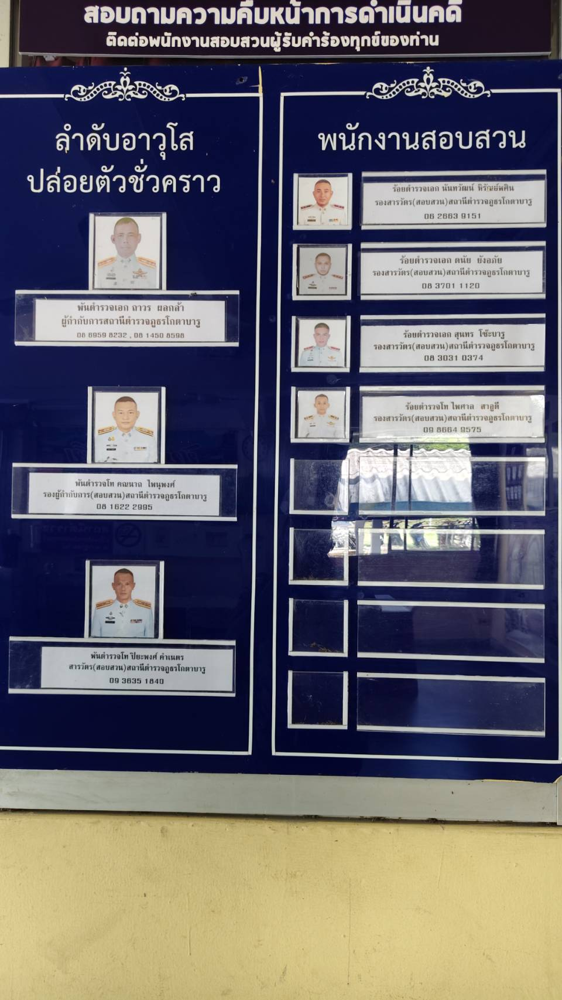 สอบถามความคืบหน้าการดำเนินคดี
ติดต่อพนักงานสอบสวนผู้รับคำร้องทุกข์ของท่าน
ลำดับอาวุโส
ปล่อยตัวชั่วคราว
พันตำรวจเอก ถาวร ผลกล้า
ผู้กำกับการสถานีตำรวจภูธรโกตาบารู
08 6959 8232 , 08 1450 8598
พันตำรวจโท คณนาถ ไพนุพงศ์
รองผู้กำกับการ(สอบสวน)สถานีตำรวจภูธรโกตาบารู
08 1622 2995
พันตำรวจโท ปิยะพงศ์ คำเนตร
สารวัตร(สอบสวน)สถานีตำรวจภูธรโกตาบารู
09 3635 1840
พนักงานสอบสวน
ร้อยตำรวจเอก นันทวัฒน์
รองสารวัตร(สอบสวน)สถานีตำรวจภูธรโกตาบารู
06 2663 9151
ร้อยตำรวจเอก ดนัย ยังอภัย
รองสารวัตร(สอบสวน)สถานีตำรวจภูธรโกตาบารู
08 3701 1120
ร้อยตำรวจเอก สุนทร โซ๊ะบารู
รองสารวัตร(สอบสวน)สถานีตำรวจภูธรโกตาบารู
08 3031 0374
ร้อยตำรวจโท ไพศาล สาฎดี
รองสารวัตร(สอบสวน)สถานีตำรวจภูธรโกตาบารู
09 8664 9575